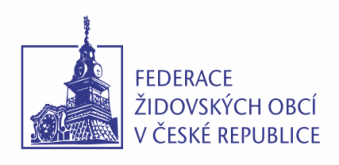 FEDERACE
ŽIDOVSKÝCH OBCÍ
V ČESKÉ REPUBLICE